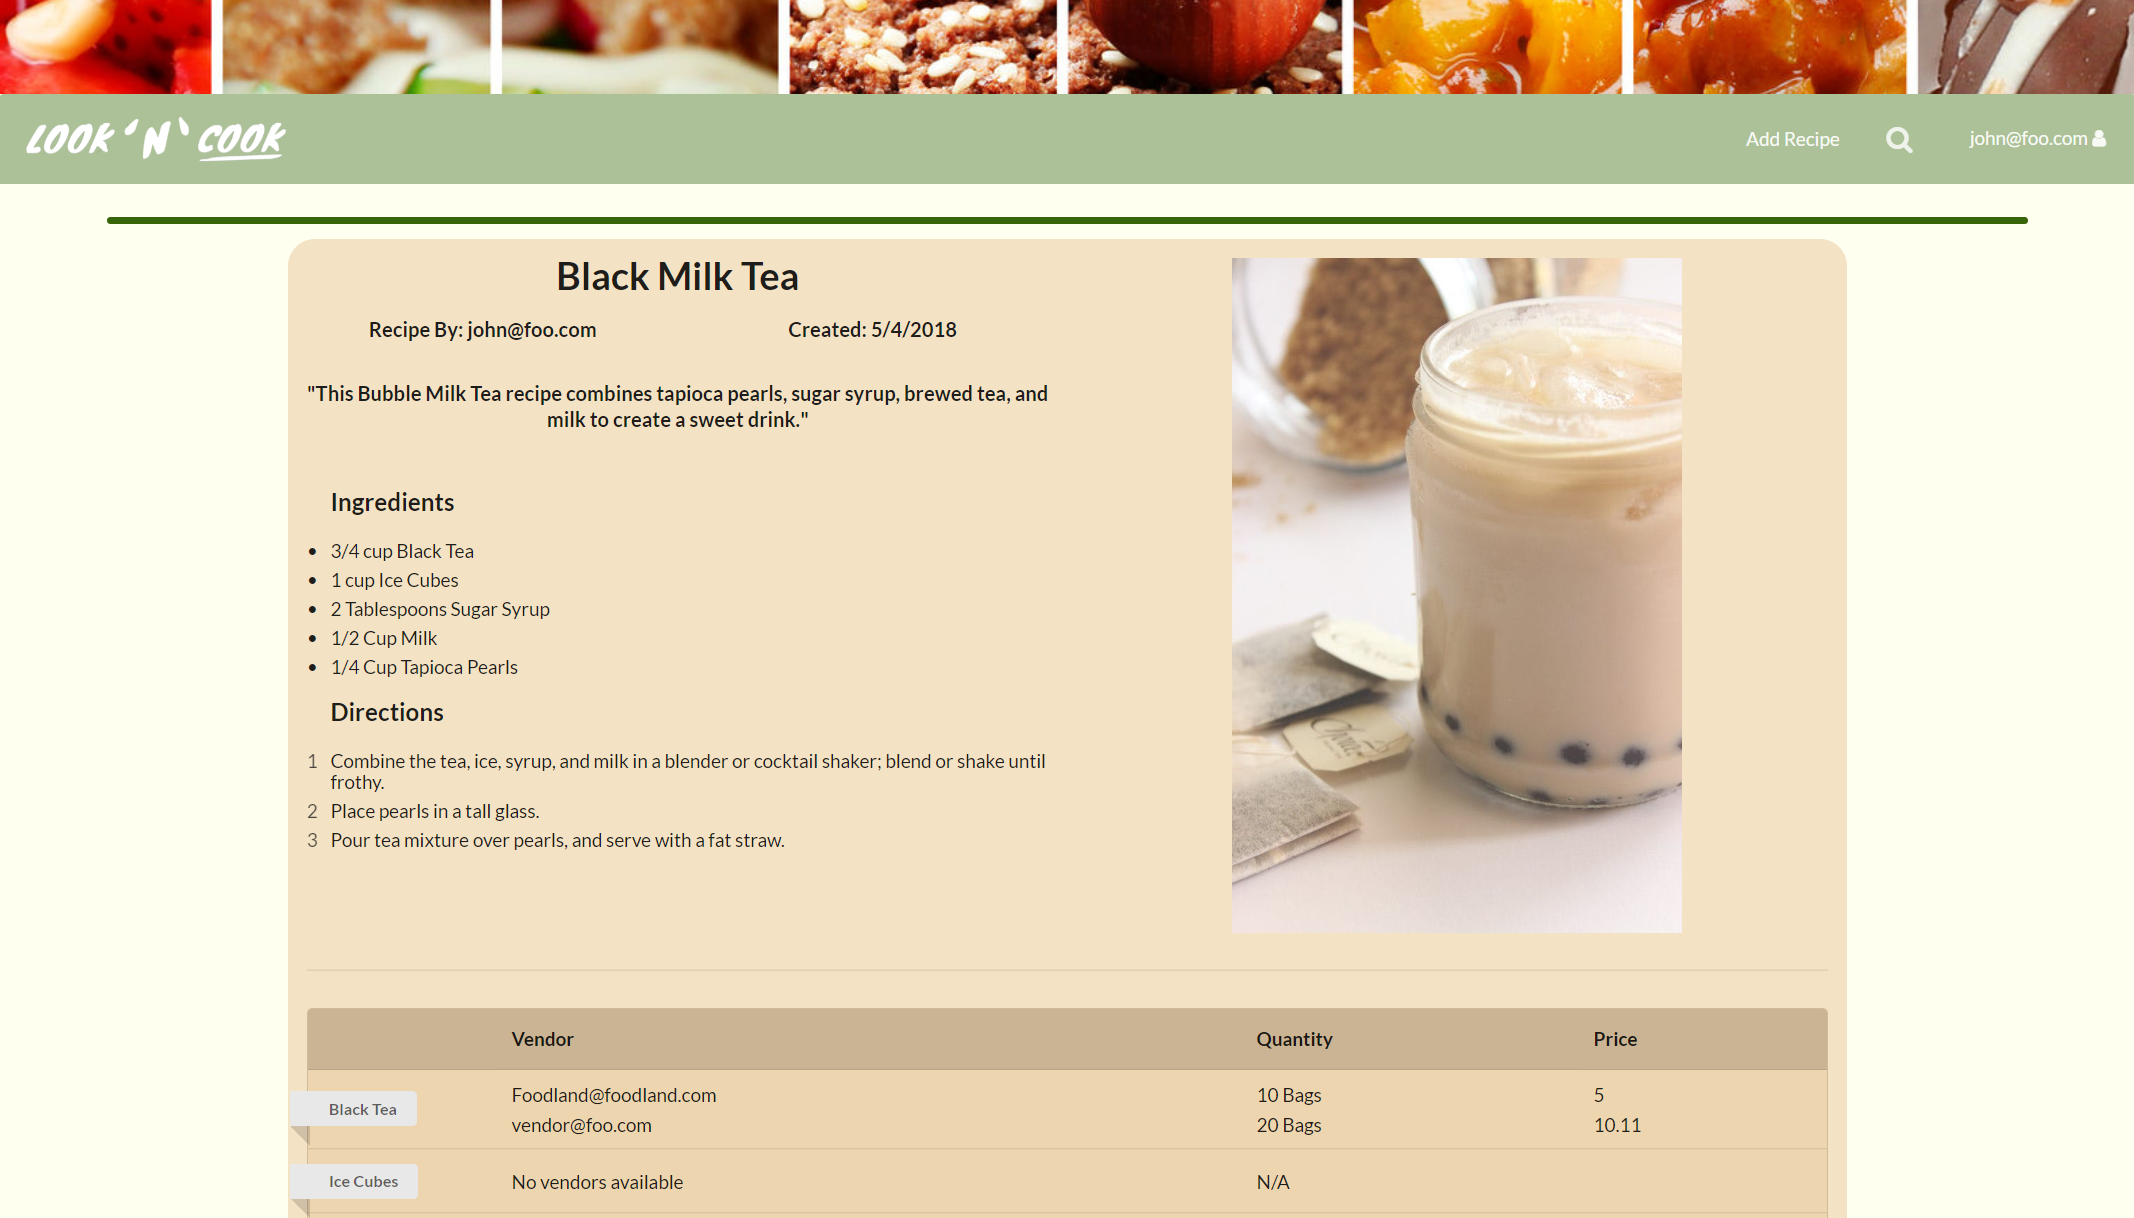 LOOK 'N' COOK
Add Recipe
john@foo.com
Black Milk Tea
Recipe By: john@foo.com
Created: 5/4/2018
"This Bubble Milk Tea recipe combines tapioca pearls, sugar syrup, brewed tea, and
milk to create a sweet drink."
Ingredients
• 3/4 cup Black Tea
• 1 cup Ice Cubes
• 2 Tablespoons Sugar Syrup
• 1/2 Cup Milk
• 1/4 Cup Tapioca Pearls
Directions
1 Combine the tea, ice, syrup, and milk in a blender or cocktail shaker; blend or shake until
frothy.
2 Place pearls in a tall glass.
3 Pour tea mixture over pearls, and serve with a fat straw.
Vendor Quantity Price
Black Tea
Foodland@foodland.com 10 Bags 5
vendor@foo.com 20 Bags 10.11
Ice Cubes No vendors available N/A